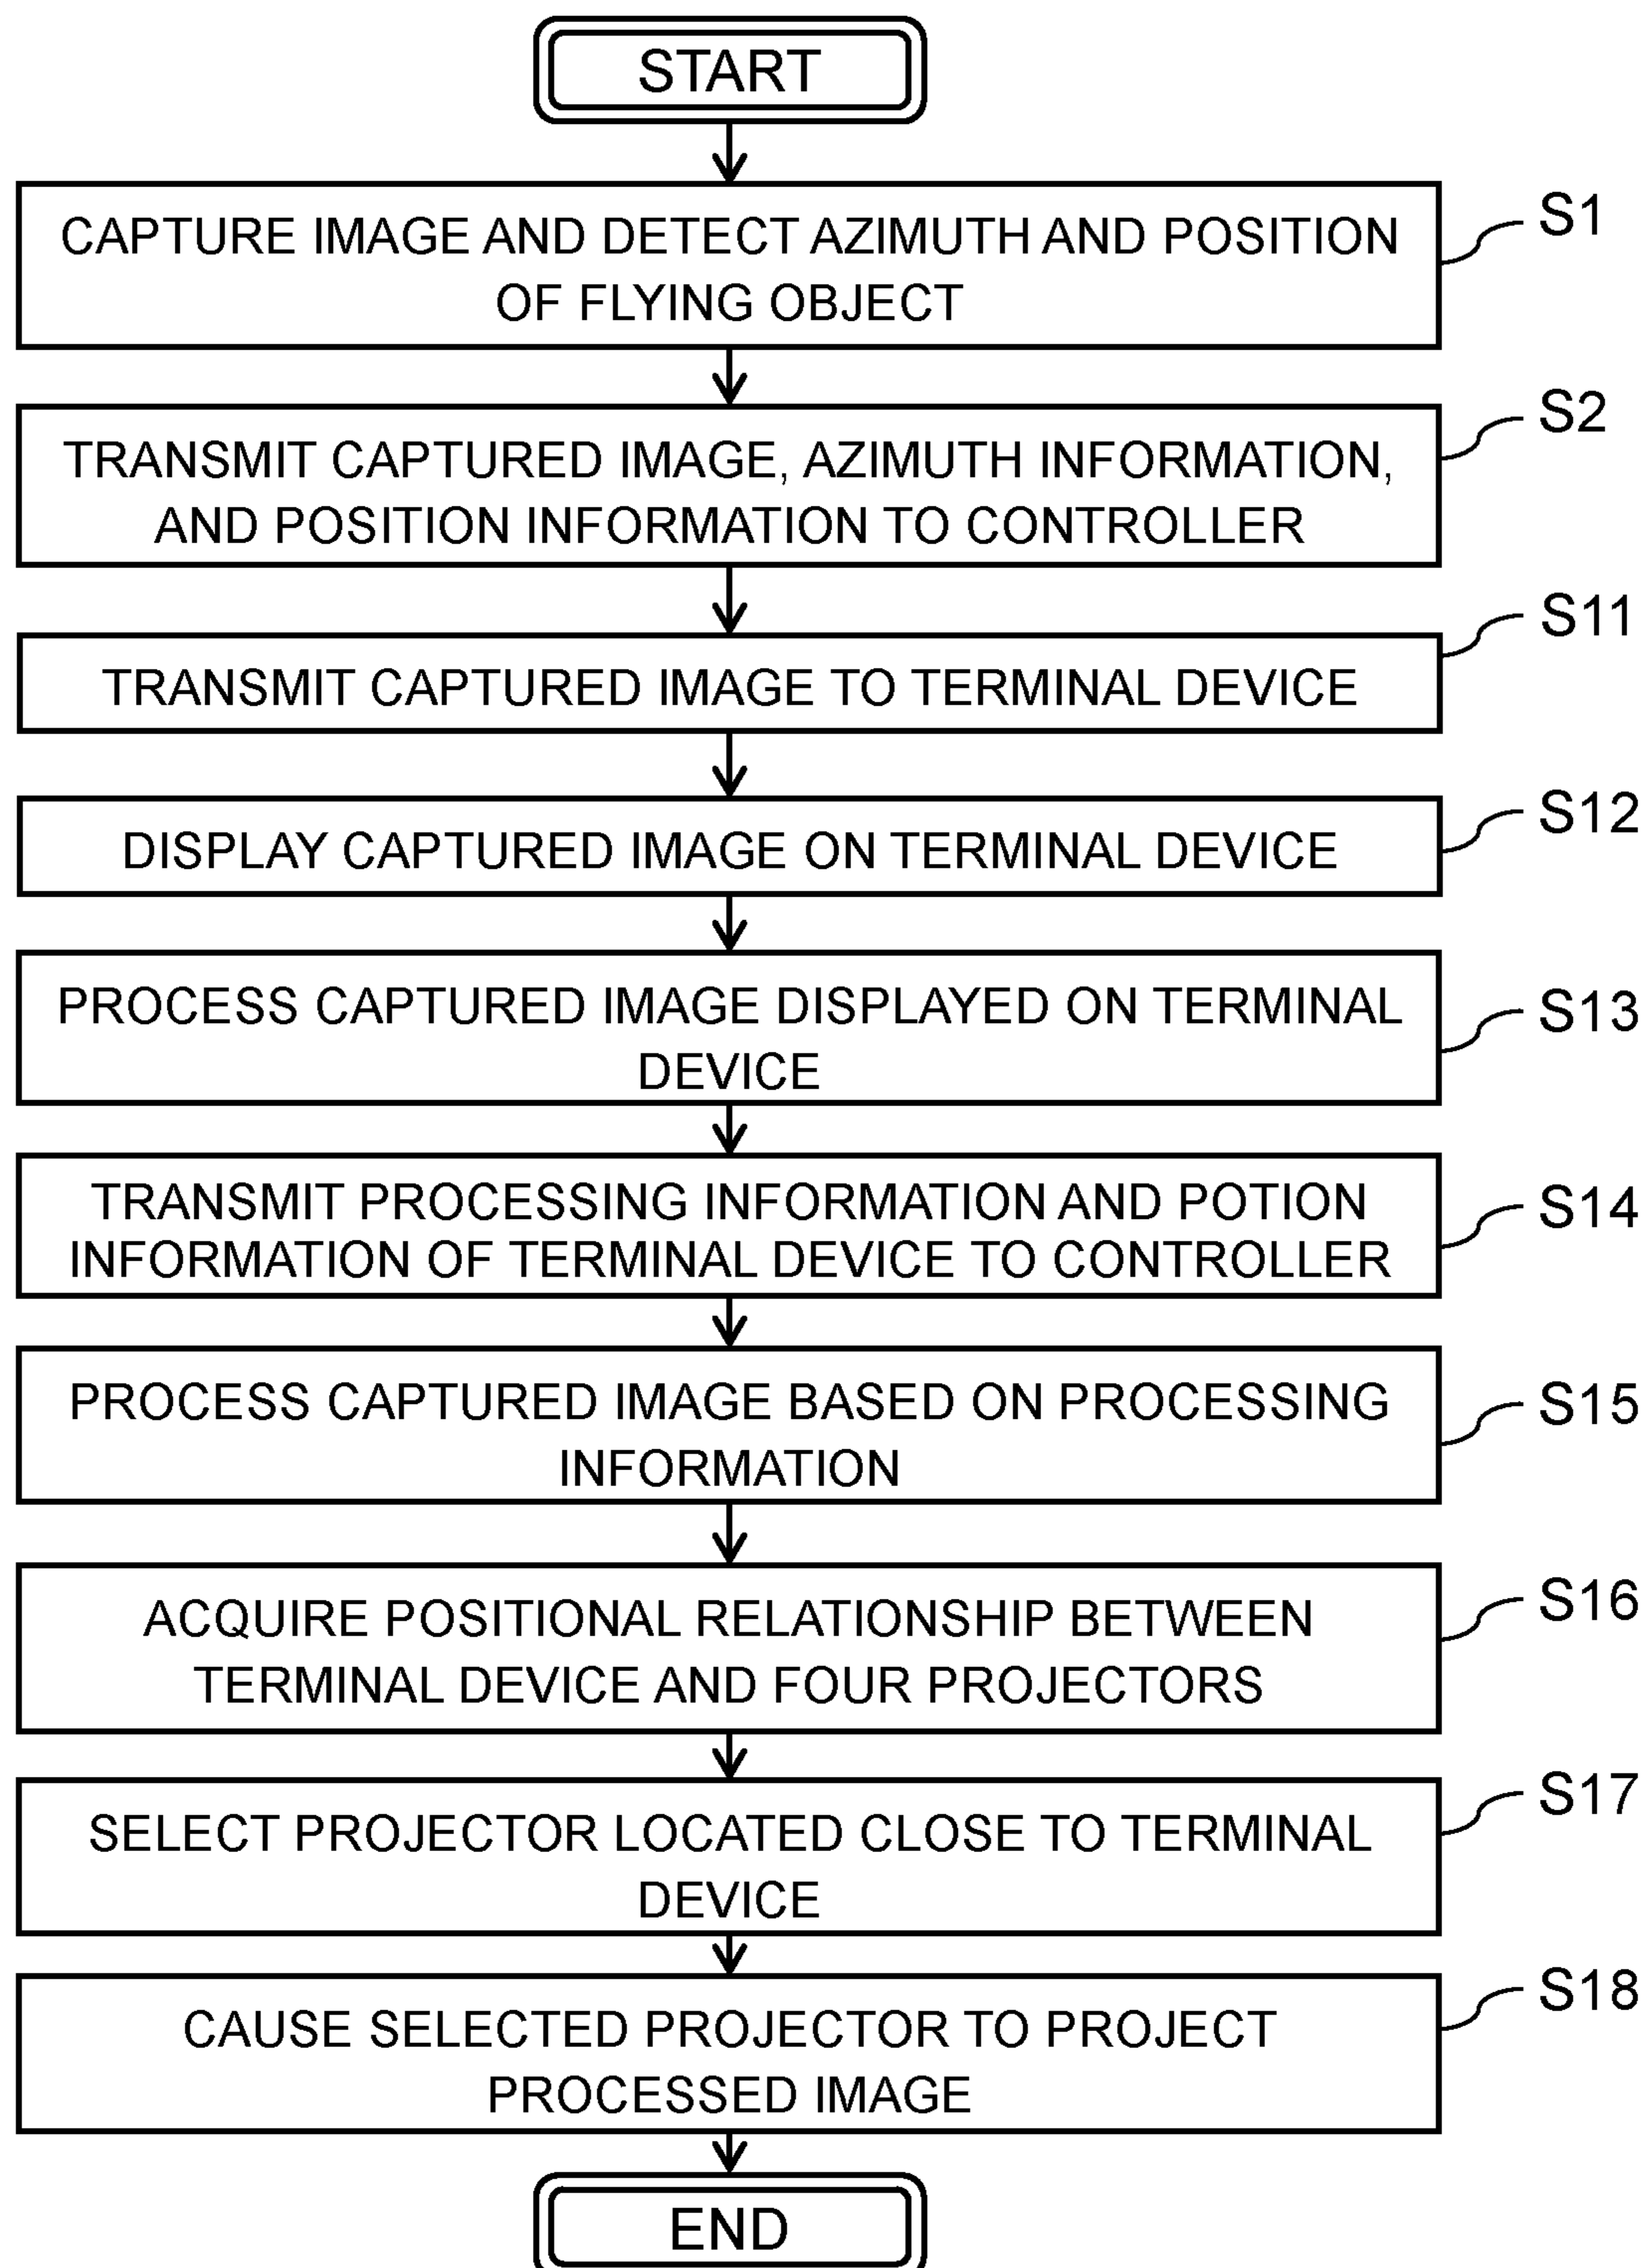 START
CAPTURE IMAGE AND DETECT AZIMUTH AND POSITION
OF FLYING OBJECT
S1
TRANSMIT CAPTURED IMAGE, AZIMUTH INFORMATION,
AND POSITION INFORMATION TO CONTROLLER
S2
TRANSMIT CAPTURED IMAGE TO TERMINAL DEVICE
S11
DISPLAY CAPTURED IMAGE ON TERMINAL DEVICE
S12
PROCESS CAPTURED IMAGE DISPLAYED ON TERMINAL
DEVICE
S13
TRANSMIT PROCESSING INFORMATION AND POTION
INFORMATION OF TERMINAL DEVICE TO CONTROLLER
S14
PROCESS CAPTURED IMAGE BASED ON PROCESSING
INFORMATION
S15
ACQUIRE POSITIONAL RELATIONSHIP BETWEEN
TERMINAL DEVICE AND FOUR PROJECTORS
S16
SELECT PROJECTOR LOCATED CLOSE TO TERMINAL
DEVICE
S17
CAUSE SELECTED PROJECTOR TO PROJECT
PROCESSED IMAGE
S18
END